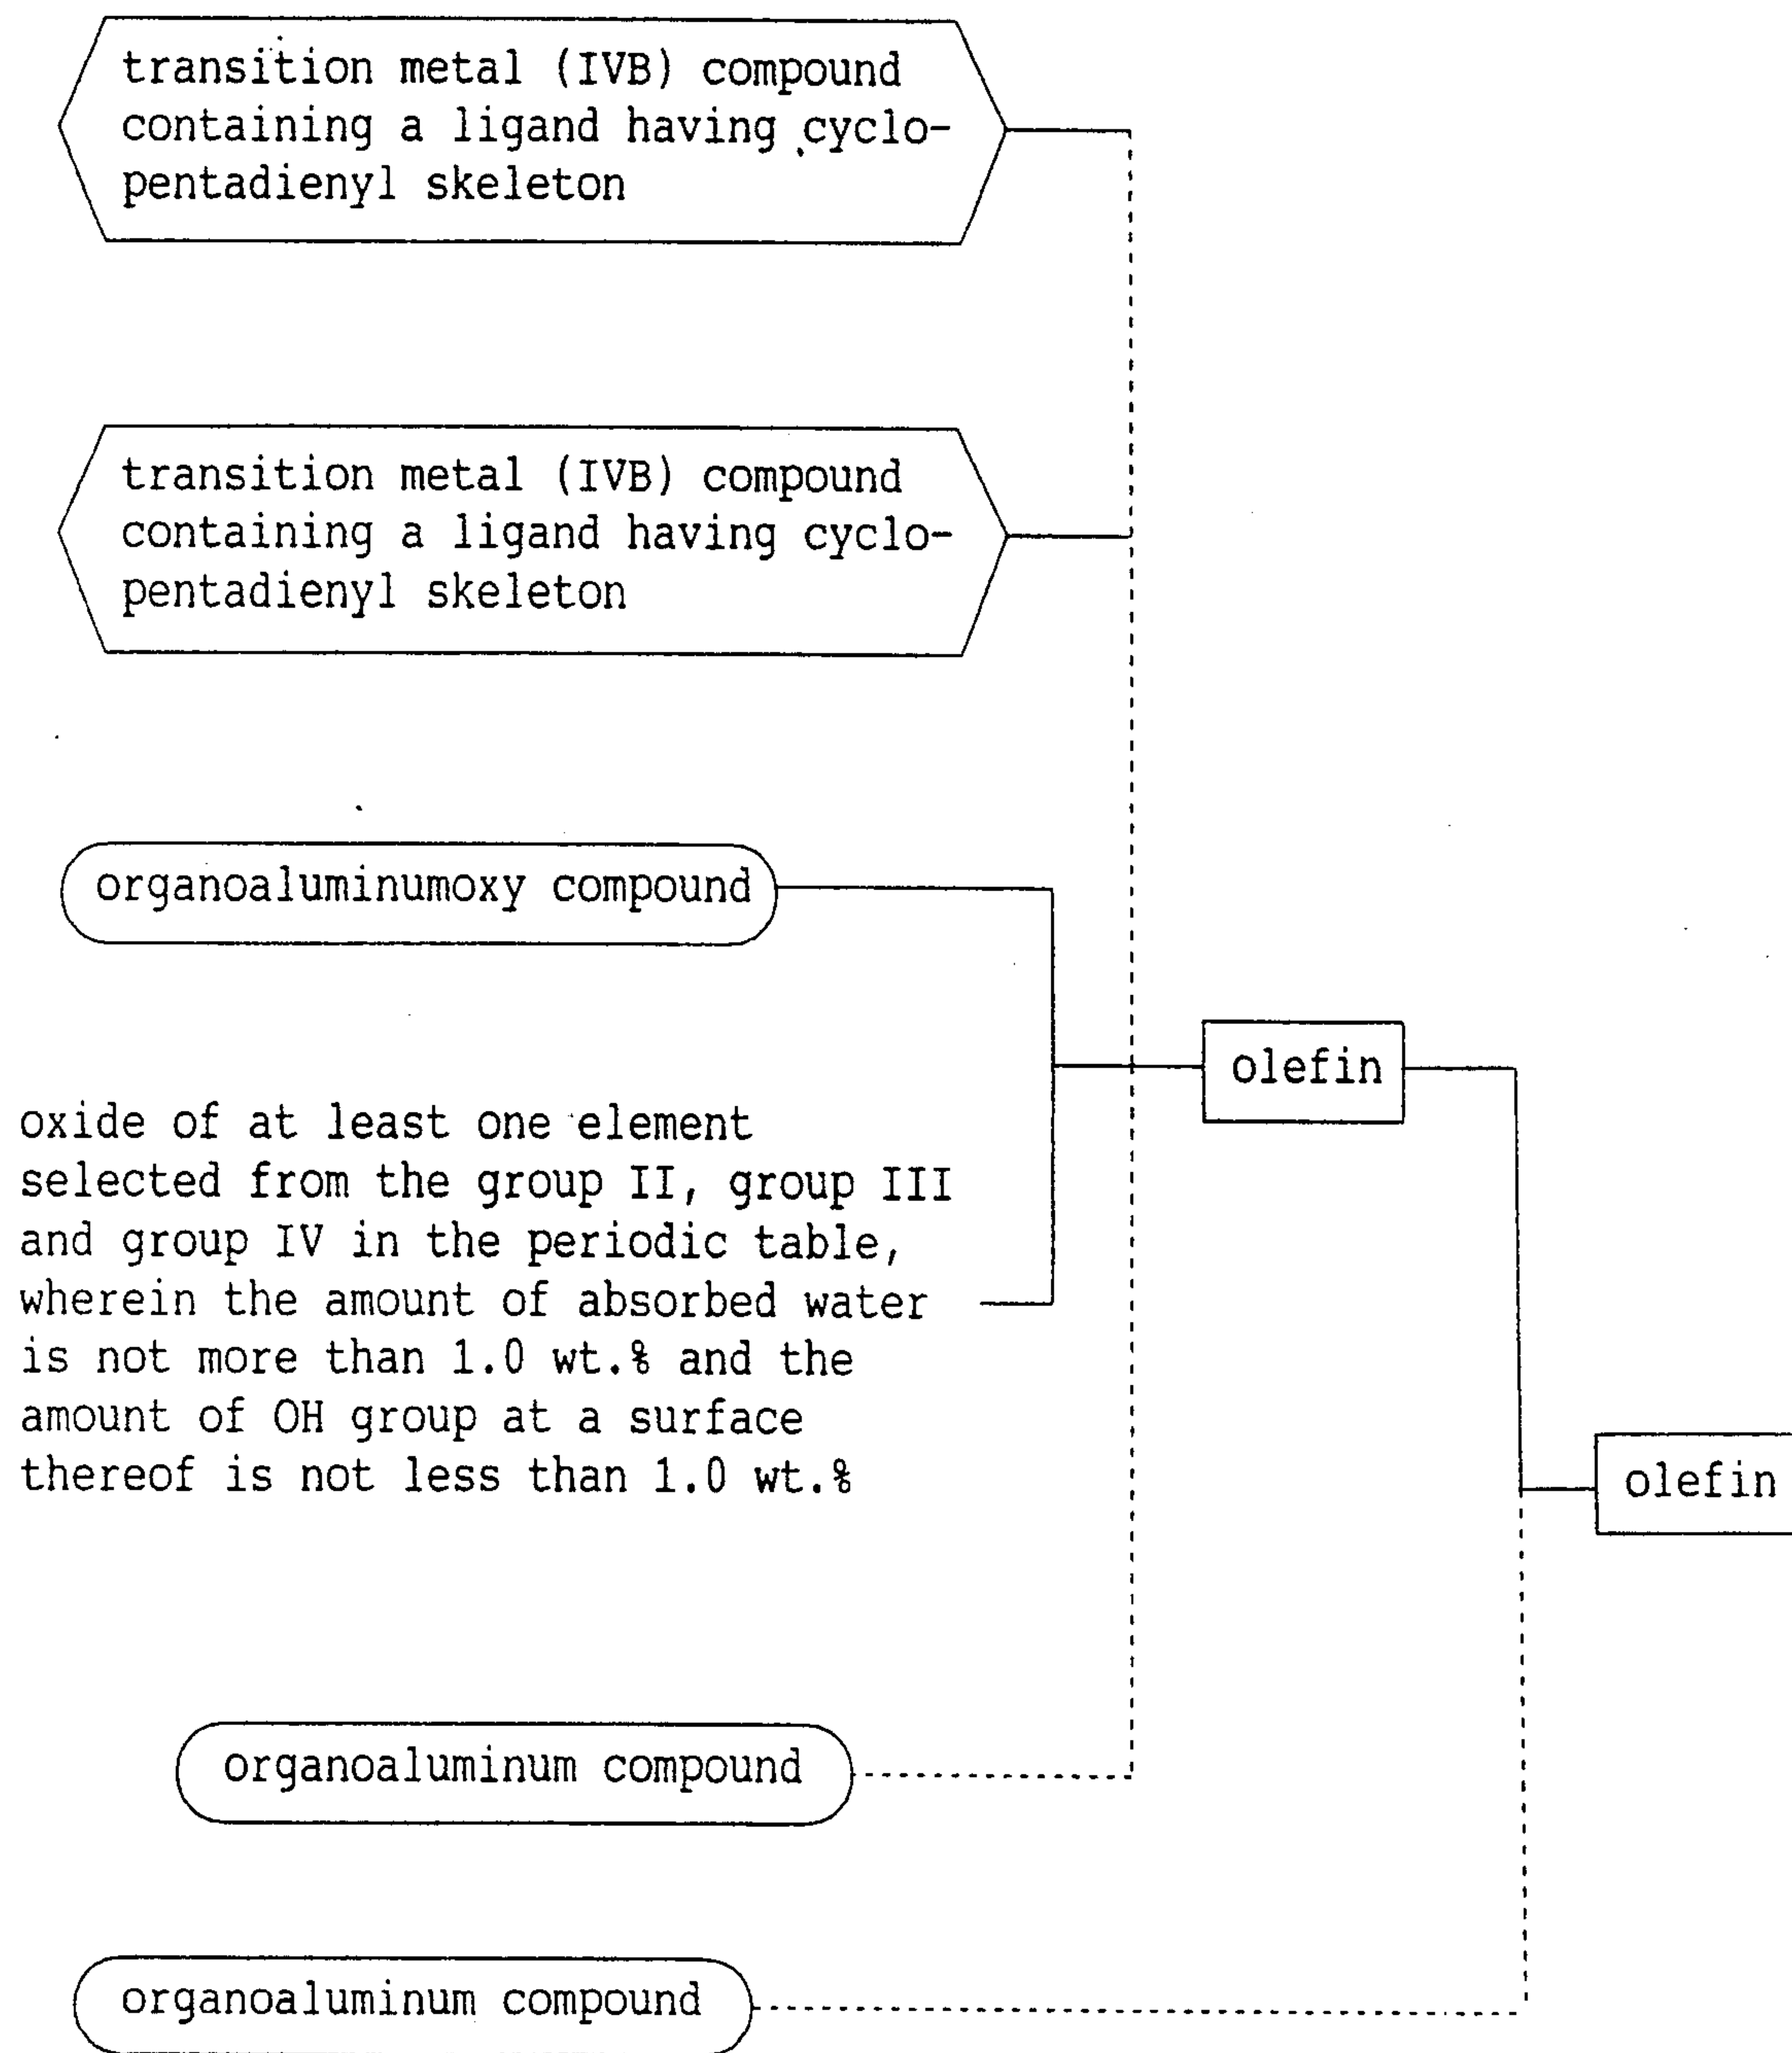 transition metal (IVB) compound
containing a ligand having cyclo-
pentadienyl skeleton
transition metal (IVB) compound
containing a ligand having cyclo-
pentadienyl skeleton
organoaluminumoxy compound
olefin
oxide of at least one element
selected from the group II, group III
and group IV in the periodic table,
wherein the amount of absorbed water
is not more than 1.0 wt.% and the
amount of OH group at a surface
thereof is not less than 1.0 wt.%
olefin
organoaluminum compound
organoaluminum compound